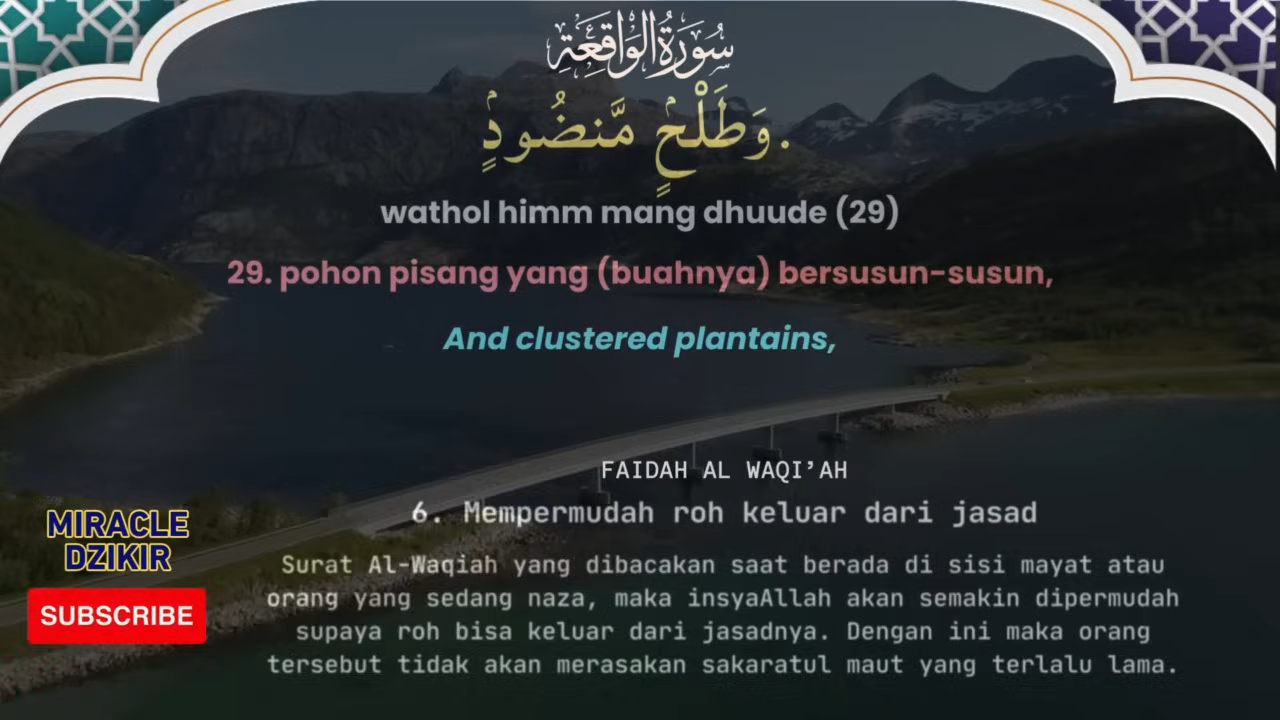 سُورَةُ الْوَاقِعَةِ
وَطَلْحٍ مَّنضُودٍ.
wathol himm mang dhuude (29)
29. pohon pisang yang (buahnya) bersusun-susun,
And clustered plantains,
FAIDAH AL WAQI’AH
6. Mempermudah roh keluar dari jasad
Surat Al-Waqiah yang dibacakan saat berada di sisi mayat atau
orang yang sedang naza, maka insyaAllah akan semakin dipermudah
supaya roh bisa keluar dari jasadnya. Dengan ini maka orang
tersebut tidak akan merasakan sakaratul maut yang terlalu lama.
MIRACLE
DZIKIR
SUBSCRIBE